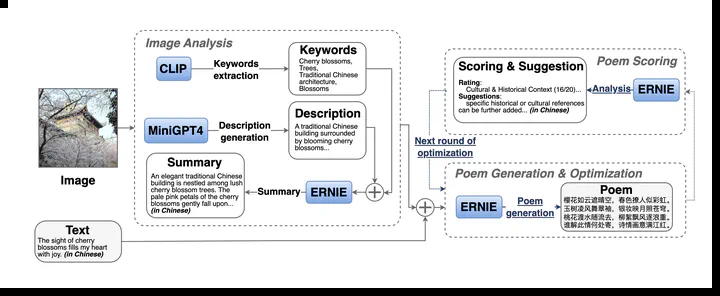 Image Analysis
CLIP
Keywords
extraction
Keywords
Cherry blossoms,
Trees,
Traditional Chinese
architecture,
Blossoms
MiniGPT4
Description
generation
Description
A traditional Chinese
building surrounded
by blooming cherry
blossoms...
Summary
An elegant traditional Chinese
building is nestled among lush
cherry blossom trees. The
pale pink petals of the cherry
blossoms gently fall upon...
(in Chinese)
Summary
ERNIE
Image
Text
The sight of cherry
blossoms fills my heart
with joy. (in Chinese)
Poem Scoring
Scoring & Suggestion
Rating:
Cultural & Historical Context (16/20)...
Suggestions:
specific historical or cultural references
can be further added... (in Chinese)
Analysis
ERNIE
Next round of
optimization
Poem Generation & Optimization
ERNIE
Poem
generation
Poem
樱花如云遮晴空，春色撩人似彩虹。
玉树凌风舞翠袖，银妆映月照苍穹。
桃花渡水随流去，柳絮飘风逐浪重。
谁解此情何处寄，诗情画意满江红。